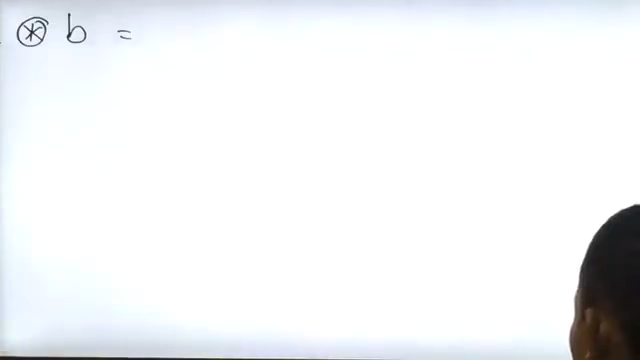 ⊛ b =